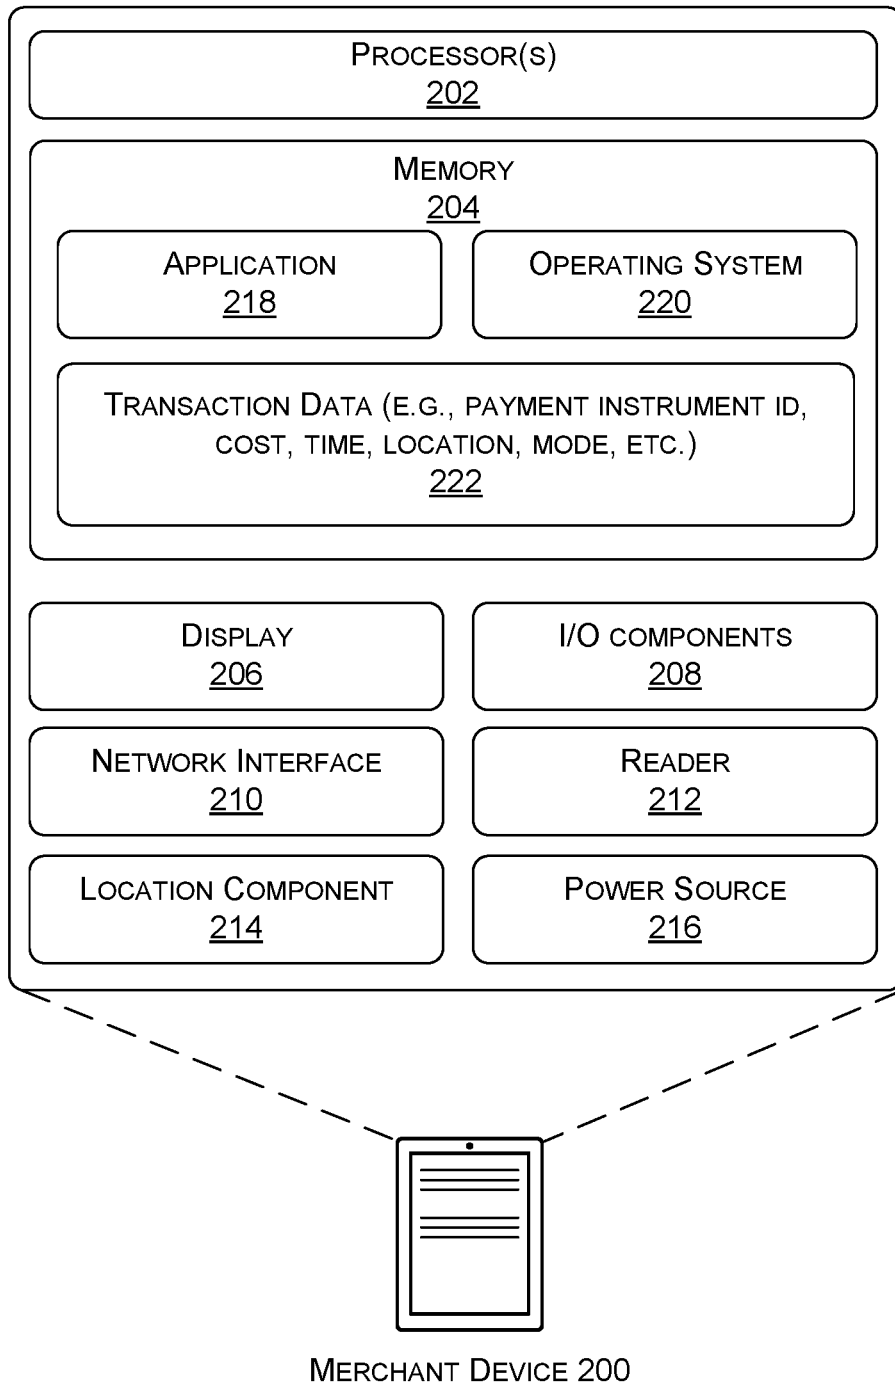 PROCESSOR(S)
202
MEMORY
204
APPLICATION
218
OPERATING SYSTEM
220
TRANSACTION DATA (E.G., PAYMENT INSTRUMENT ID,
COST, TIME, LOCATION, MODE, ETC.)
222
DISPLAY
206
I/O COMPONENTS
208
NETWORK INTERFACE
210
READER
212
LOCATION COMPONENT
214
POWER SOURCE
216
MERCHANT DEVICE 200